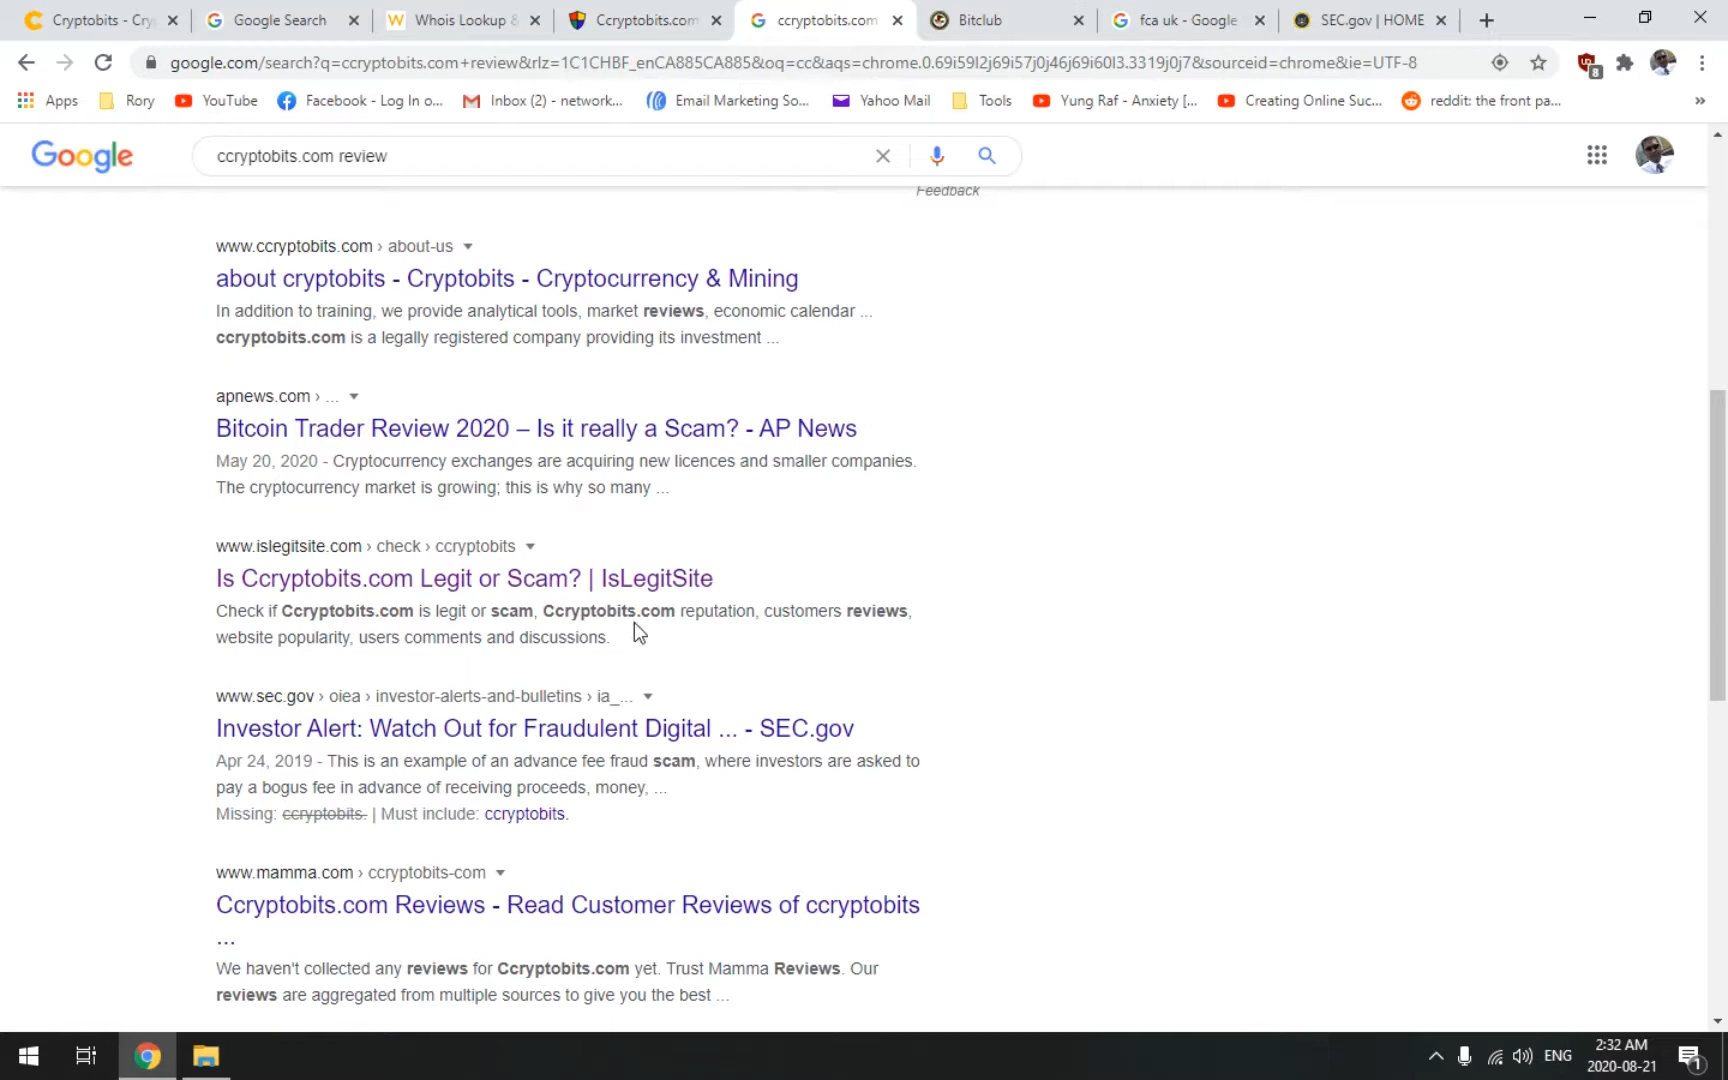 Cryptobits - Cry
Google Search
Whois Lookup &
Ccryptobits.com
ccryptobits.com
Bitclub
fca uk - Google
SEC.gov | HOME
google.com/search?q=ccryptobits.com+review&rlz=1C1CHBF_enCA885CA885&oq=cc&aqs=chrome.0.69i59l2j69i57j0j46j69i60l3.3319j0j7&sourceid=chrome&ie=UTF-8
8
Apps
Rory
YouTube
Facebook - Log In o...
Inbox (2) - network...
Email Marketing So...
Yahoo Mail
Tools
Yung Raf - Anxiety [...
Creating Online Suc...
reddit: the front pa...
»
Google
ccryptobits.com review
Feedback
www.ccryptobits.com › about-us
about cryptobits - Cryptobits - Cryptocurrency & Mining
In addition to training, we provide analytical tools, market reviews, economic calendar ...
ccryptobits.com is a legally registered company providing its investment ...
apnews.com › ...
Bitcoin Trader Review 2020 – Is it really a Scam? - AP News
May 20, 2020 - Cryptocurrency exchanges are acquiring new licences and smaller companies.
The cryptocurrency market is growing; this is why so many ...
www.islegitsite.com › check › ccryptobits
Is Ccryptobits.com Legit or Scam? | IsLegitSite
Check if Ccryptobits.com is legit or scam, Ccryptobits.com reputation, customers reviews,
website popularity, users comments and discussions.
www.sec.gov › oiea › investor-alerts-and-bulletins › ia_...
Investor Alert: Watch Out for Fraudulent Digital ... - SEC.gov
Apr 24, 2019 - This is an example of an advance fee fraud scam, where investors are asked to
pay a bogus fee in advance of receiving proceeds, money, ...
Missing: ccryptobits. | Must include: ccryptobits.
www.mamma.com › ccryptobits-com
Ccryptobits.com Reviews - Read Customer Reviews of ccryptobits
...
We haven't collected any reviews for Ccryptobits.com yet. Trust Mamma Reviews. Our
reviews are aggregated from multiple sources to give you the best ...
ENG
2:32 AM
2020-08-21
1